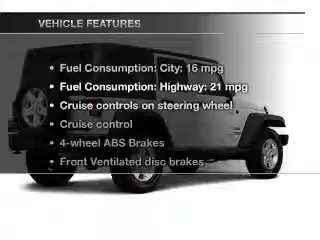 VEHICLE FEATURES
• Fuel Consumption: City: 16 mpg
• Fuel Consumption: Highway: 21 mpg
• Cruise controls on steering wheel
• Cruise control
• 4-wheel ABS Brakes
• Front Ventilated disc brakes